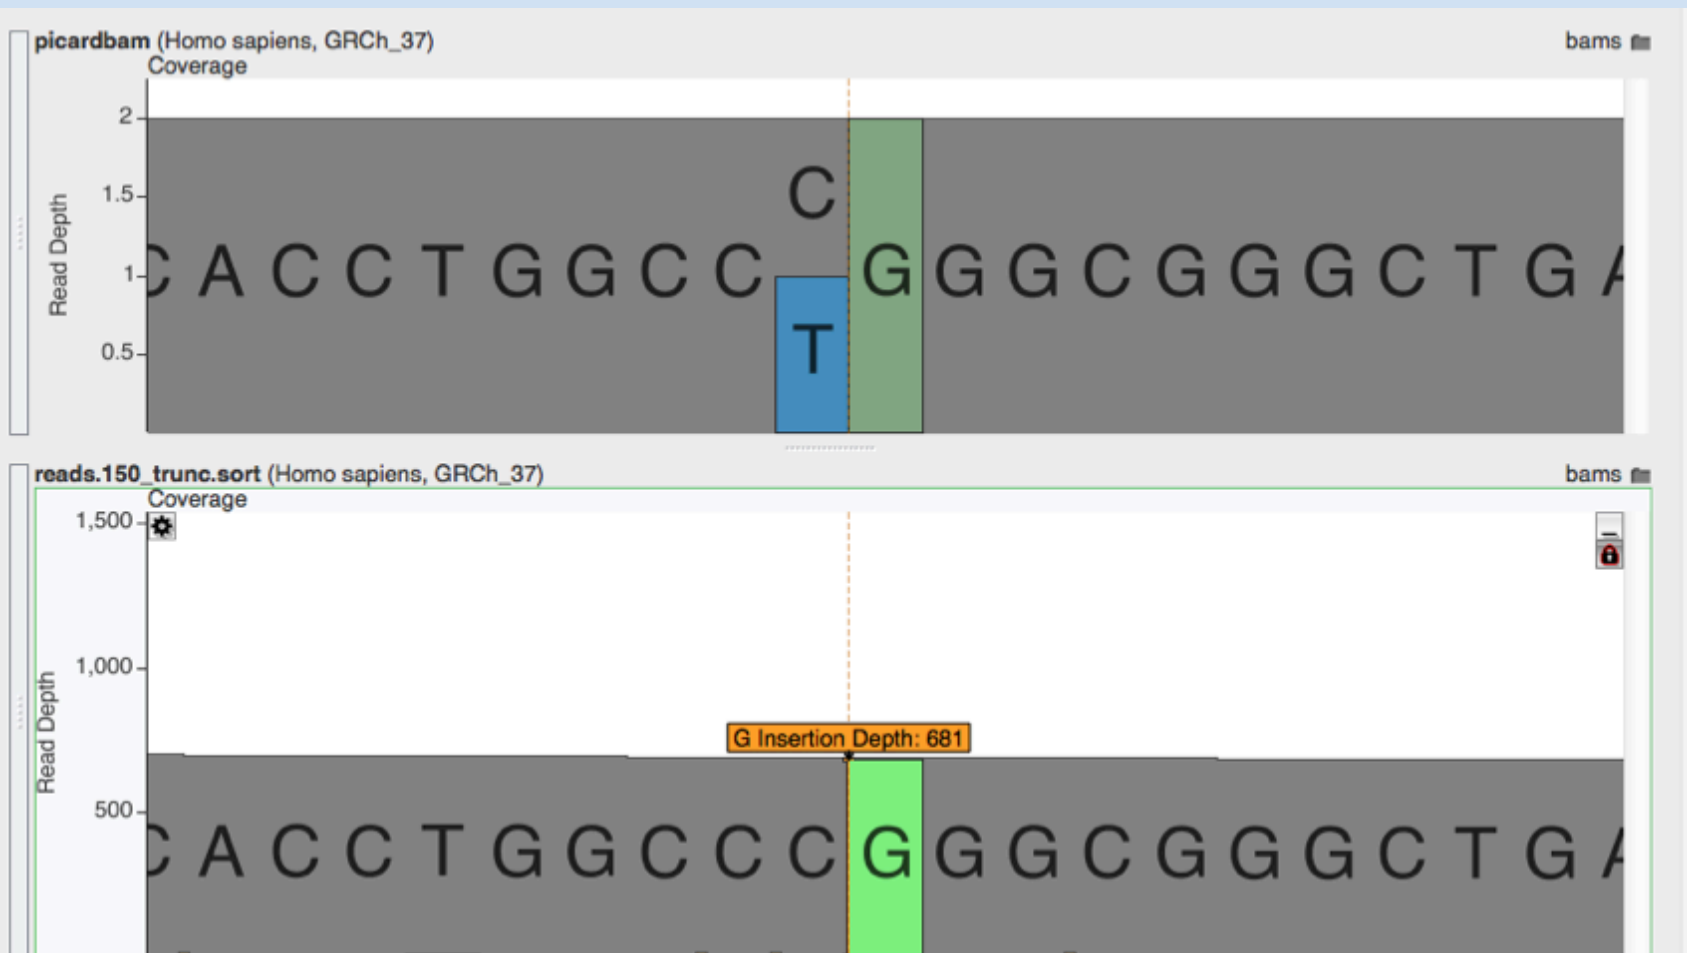 picardbam (Homo sapiens, GRCh_37) bams
Coverage
2
1.5
1
0.5
Read Depth
C
C A C C T G G C C G G G C G G G C T G A
T
reads.150_trunc.sort (Homo sapiens, GRCh_37) bams
Coverage
1,500
1,000
500
Read Depth
G Insertion Depth: 681
C A C C T G G C C C G G G C G G G C T G A